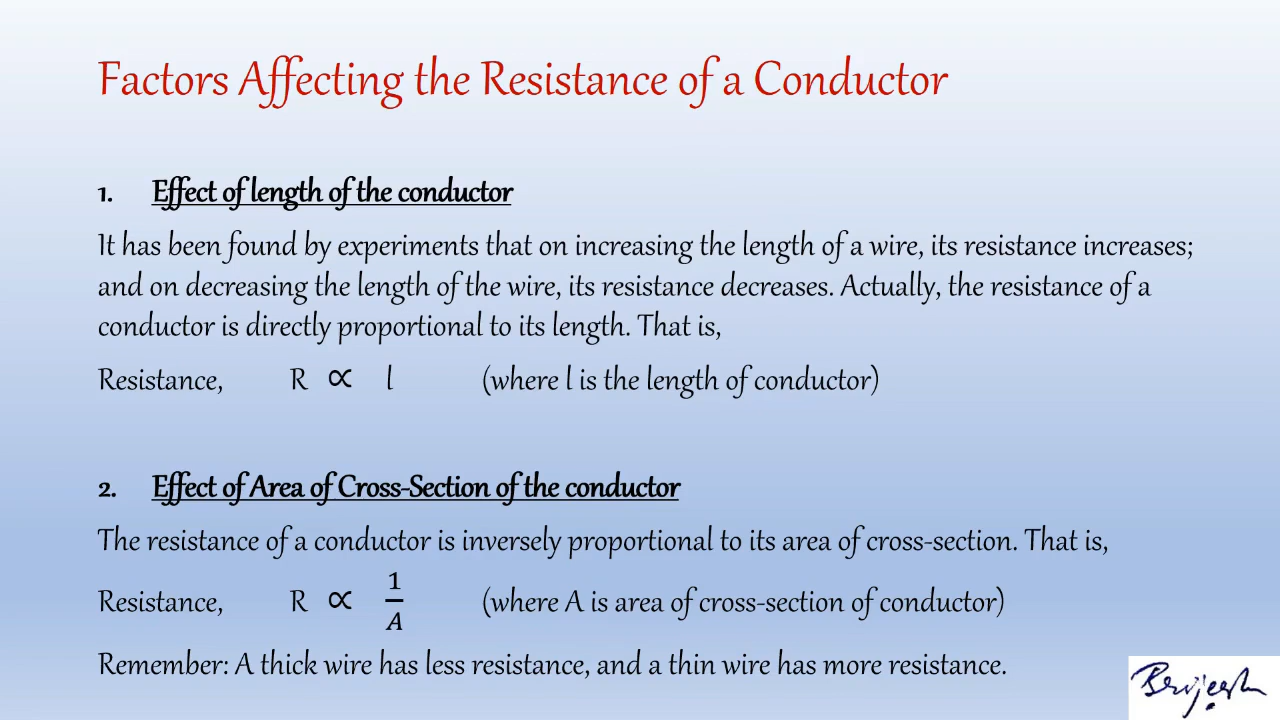 Factors Affecting the Resistance of a Conductor
1. Effect of length of the conductor
It has been found by experiments that on increasing the length of a wire, its resistance increases;
and on decreasing the length of the wire, its resistance decreases. Actually, the resistance of a
conductor is directly proportional to its length. That is,
Resistance, R ∝ l (where l is the length of conductor)
2. Effect of Area of Cross-Section of the conductor
The resistance of a conductor is inversely proportional to its area of cross-section. That is,
Resistance, R ∝ 1/A (where A is area of cross-section of conductor)
Remember: A thick wire has less resistance, and a thin wire has more resistance.